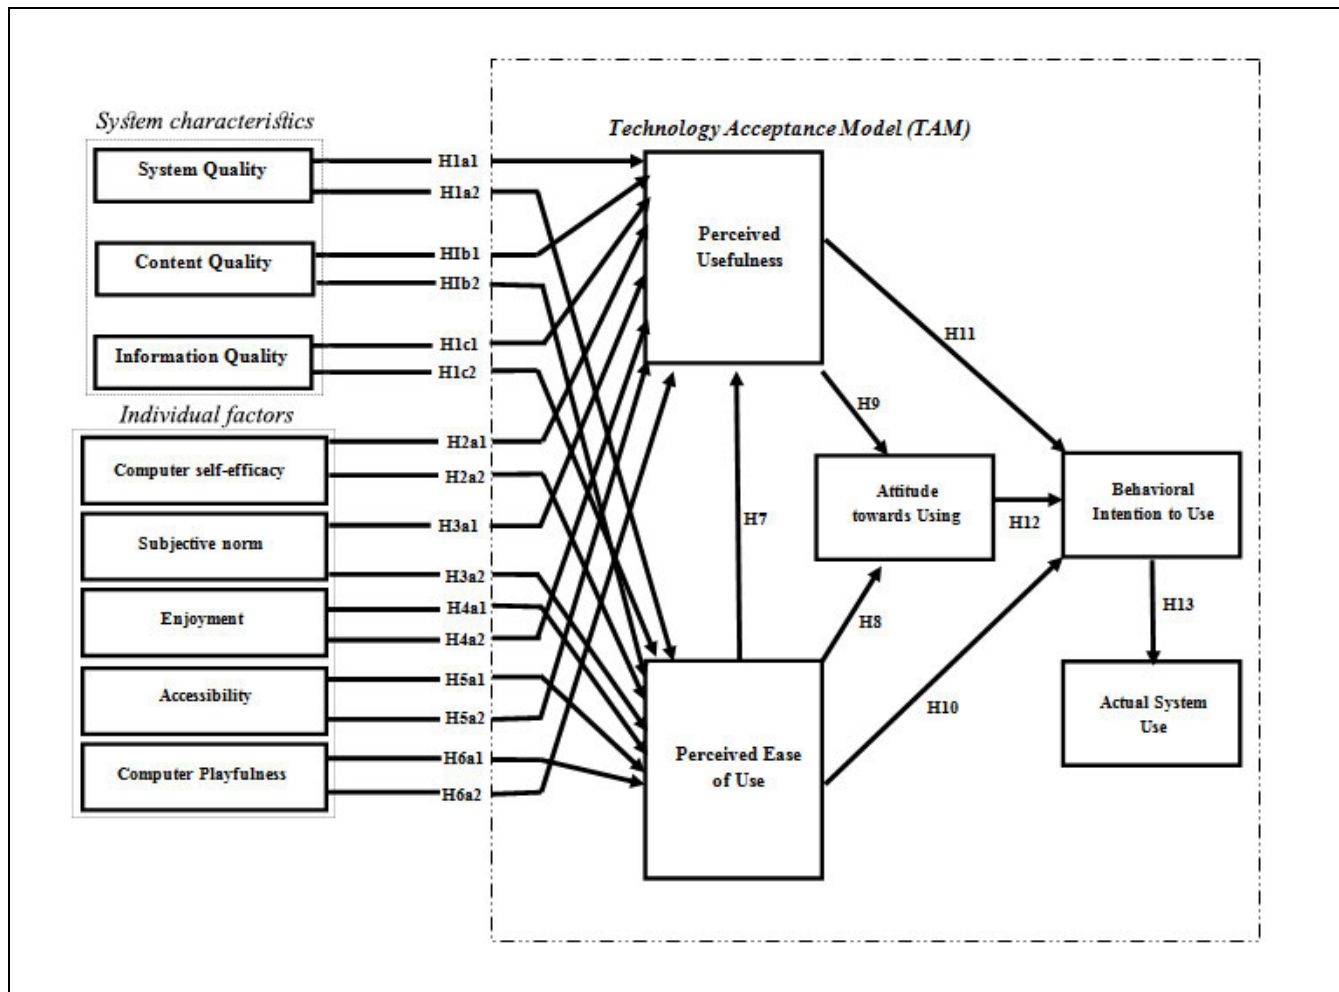 System characteristics
Technology Acceptance Model (TAM)
System Quality
H1a1
H1a2
Content Quality
HIb1
HIb2
Information Quality
H1c1
H1c2
Individual factors
Computer self-efficacy
H2a1
H2a2
Subjective norm
H3a1
H3a2
Enjoyment
H4a1
H4a2
Accessibility
H5a1
H5a2
Computer Playfulness
H6a1
H6a2
Perceived
Usefulness
H7
Perceived Ease
of Use
H11
H9
Attitude
towards Using
H8
H12
H10
Behavioral
Intention to Use
H13
Actual System
Use